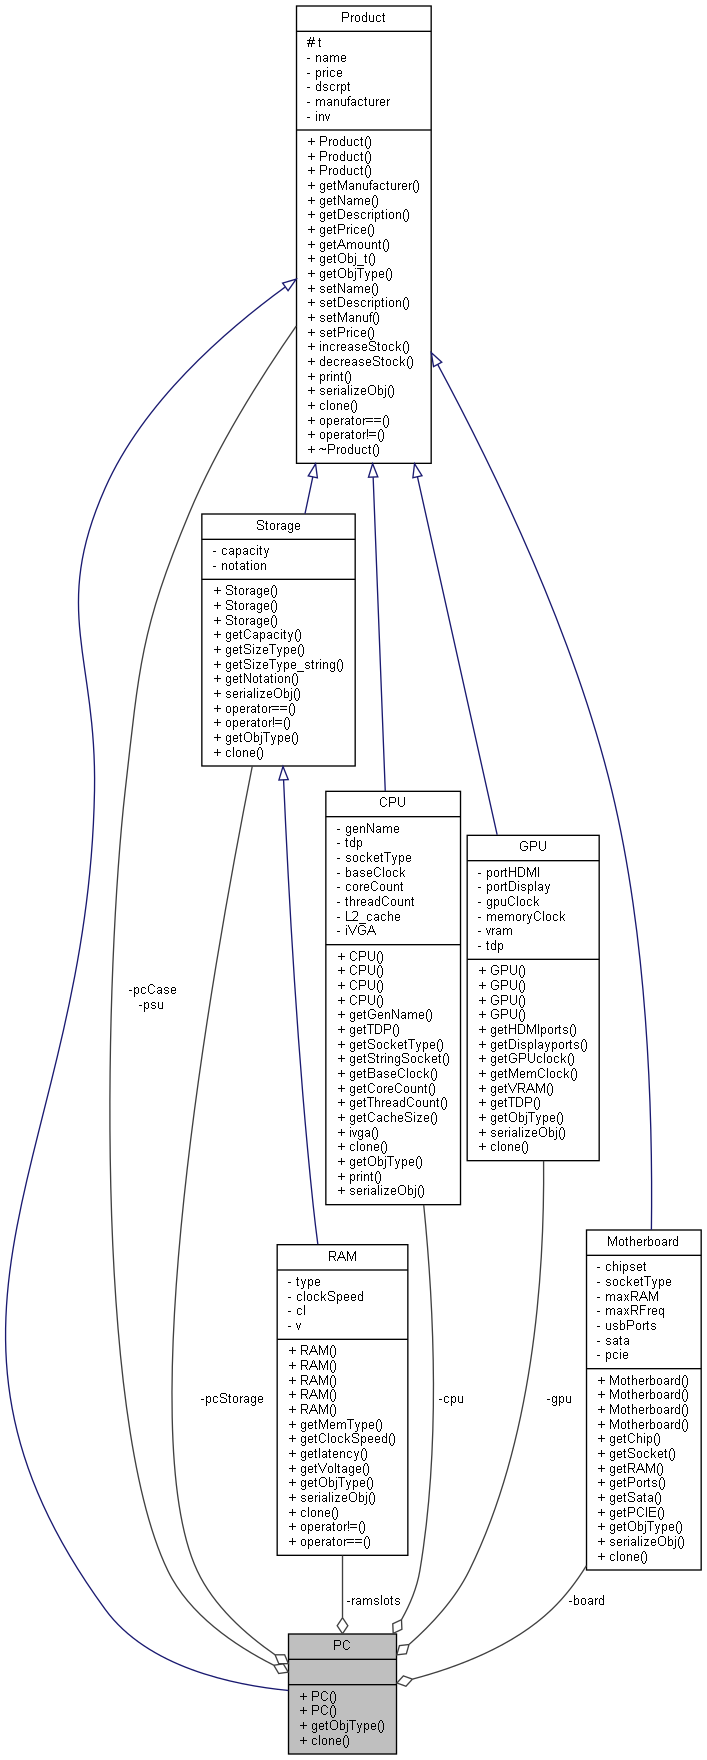 Product
# t
- name
- price
- dscrpt
- manufacturer
- inv
+ Product()
+ Product()
+ Product()
+ getManufacturer()
+ getName()
+ getDescription()
+ getPrice()
+ getAmount()
+ getObj_t()
+ getObjType()
+ setName()
+ setDescription()
+ setManuf()
+ setPrice()
+ increaseStock()
+ decreaseStock()
+ print()
+ serializeObj()
+ clone()
+ operator==()
+ operator!=()
+ ~Product()
Storage
- capacity
- notation
+ Storage()
+ Storage()
+ Storage()
+ getCapacity()
+ getSizeType()
+ getSizeType_string()
+ getNotation()
+ serializeObj()
+ operator==()
+ operator!=()
+ getObjType()
+ clone()
CPU
- genName
- tdp
- socketType
- baseClock
- coreCount
- threadCount
- L2_cache
- iVGA
+ CPU()
+ CPU()
+ CPU()
+ CPU()
+ getGenName()
+ getTDP()
+ getSocketType()
+ getStringSocket()
+ getBaseClock()
+ getCoreCount()
+ getThreadCount()
+ getCacheSize()
+ ivga()
+ clone()
+ getObjType()
+ print()
+ serializeObj()
GPU
- portHDMI
- portDisplay
- gpuClock
- memoryClock
- vram
- tdp
+ GPU()
+ GPU()
+ GPU()
+ GPU()
+ getHDMIports()
+ getDisplayports()
+ getGPUclock()
+ getMemClock()
+ getVRAM()
+ getTDP()
+ getObjType()
+ serializeObj()
+ clone()
-pcCase
-psu
RAM
- type
- clockSpeed
- cl
- v
+ RAM()
+ RAM()
+ RAM()
+ RAM()
+ RAM()
+ getMemType()
+ getClockSpeed()
+ getlatency()
+ getVoltage()
+ getObjType()
+ serializeObj()
+ clone()
+ operator!=()
+ operator==()
Motherboard
- chipset
- socketType
- maxRAM
- maxRFreq
- usbPorts
- sata
- pcie
+ Motherboard()
+ Motherboard()
+ Motherboard()
+ Motherboard()
+ getChip()
+ getSocket()
+ getRAM()
+ getPorts()
+ getSata()
+ getPCIE()
+ getObjType()
+ serializeObj()
+ clone()
-pcStorage
-cpu
-gpu
-ramslots
-board
PC
+ PC()
+ PC()
+ getObjType()
+ clone()